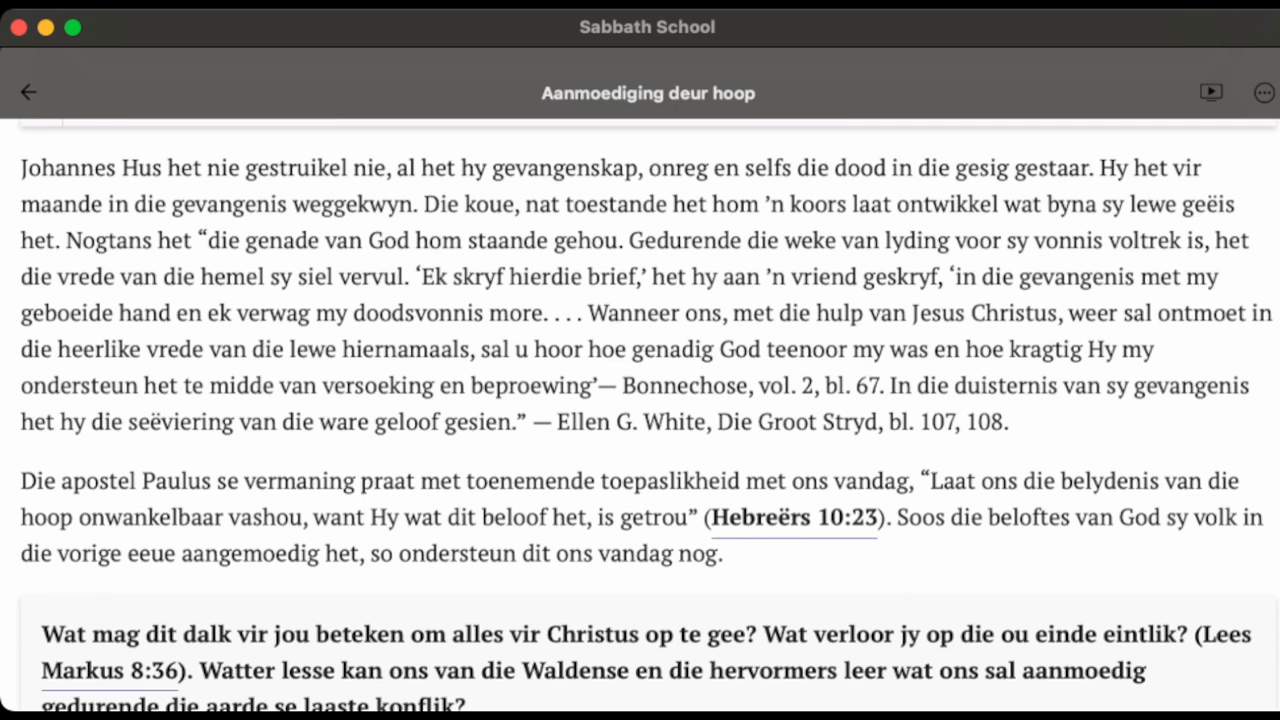 Sabbath School
Aanmoediging deur hoop
Johannes Hus het nie gestruikel nie, al het hy gevangenskap, onreg en selfs die dood in die gesig gestaar. Hy het vir
maande in die gevangenis weggekwyn. Die koue, nat toestande het hom ’n koors laat ontwikkel wat byna sy lewe geëis
het. Nogtans het “die genade van God hom staande gehou. Gedurende die weke van lyding voor sy vonnis voltrek is, het
die vrede van die hemel sy siel vervul. ‘Ek skryf hierdie brief,’ het hy aan ’n vriend geskryf, ‘in die gevangenis met my
geboeide hand en ek verwag my doodsvonnis more. . . . Wanneer ons, met die hulp van Jesus Christus, weer sal ontmoet in
die heerlike vrede van die lewe hiernamaals, sal u hoor hoe genadig God teenoor my was en hoe kragtig Hy my
ondersteun het te midde van versoeking en beproewing’— Bonnechose, vol. 2, bl. 67. In die duisternis van sy gevangenis
het hy die seëviering van die ware geloof gesien.” — Ellen G. White, Die Groot Stryd, bl. 107, 108.
Die apostel Paulus se vermaning praat met toenemende toepaslikheid met ons vandag, “Laat ons die belydenis van die
hoop onwankelbaar vashou, want Hy wat dit beloof het, is getrou” (Hebreërs 10:23). Soos die beloftes van God sy volk in
die vorige eeue aangemoedig het, so ondersteun dit ons vandag nog.
Wat mag dit dalk vir jou beteken om alles vir Christus op te gee? Wat verloor jy op die ou einde eintlik? (Lees
Markus 8:36). Watter lesse kan ons van die Waldense en die hervormers leer wat ons sal aanmoedig
gedurende die aarde se laaste konflik?